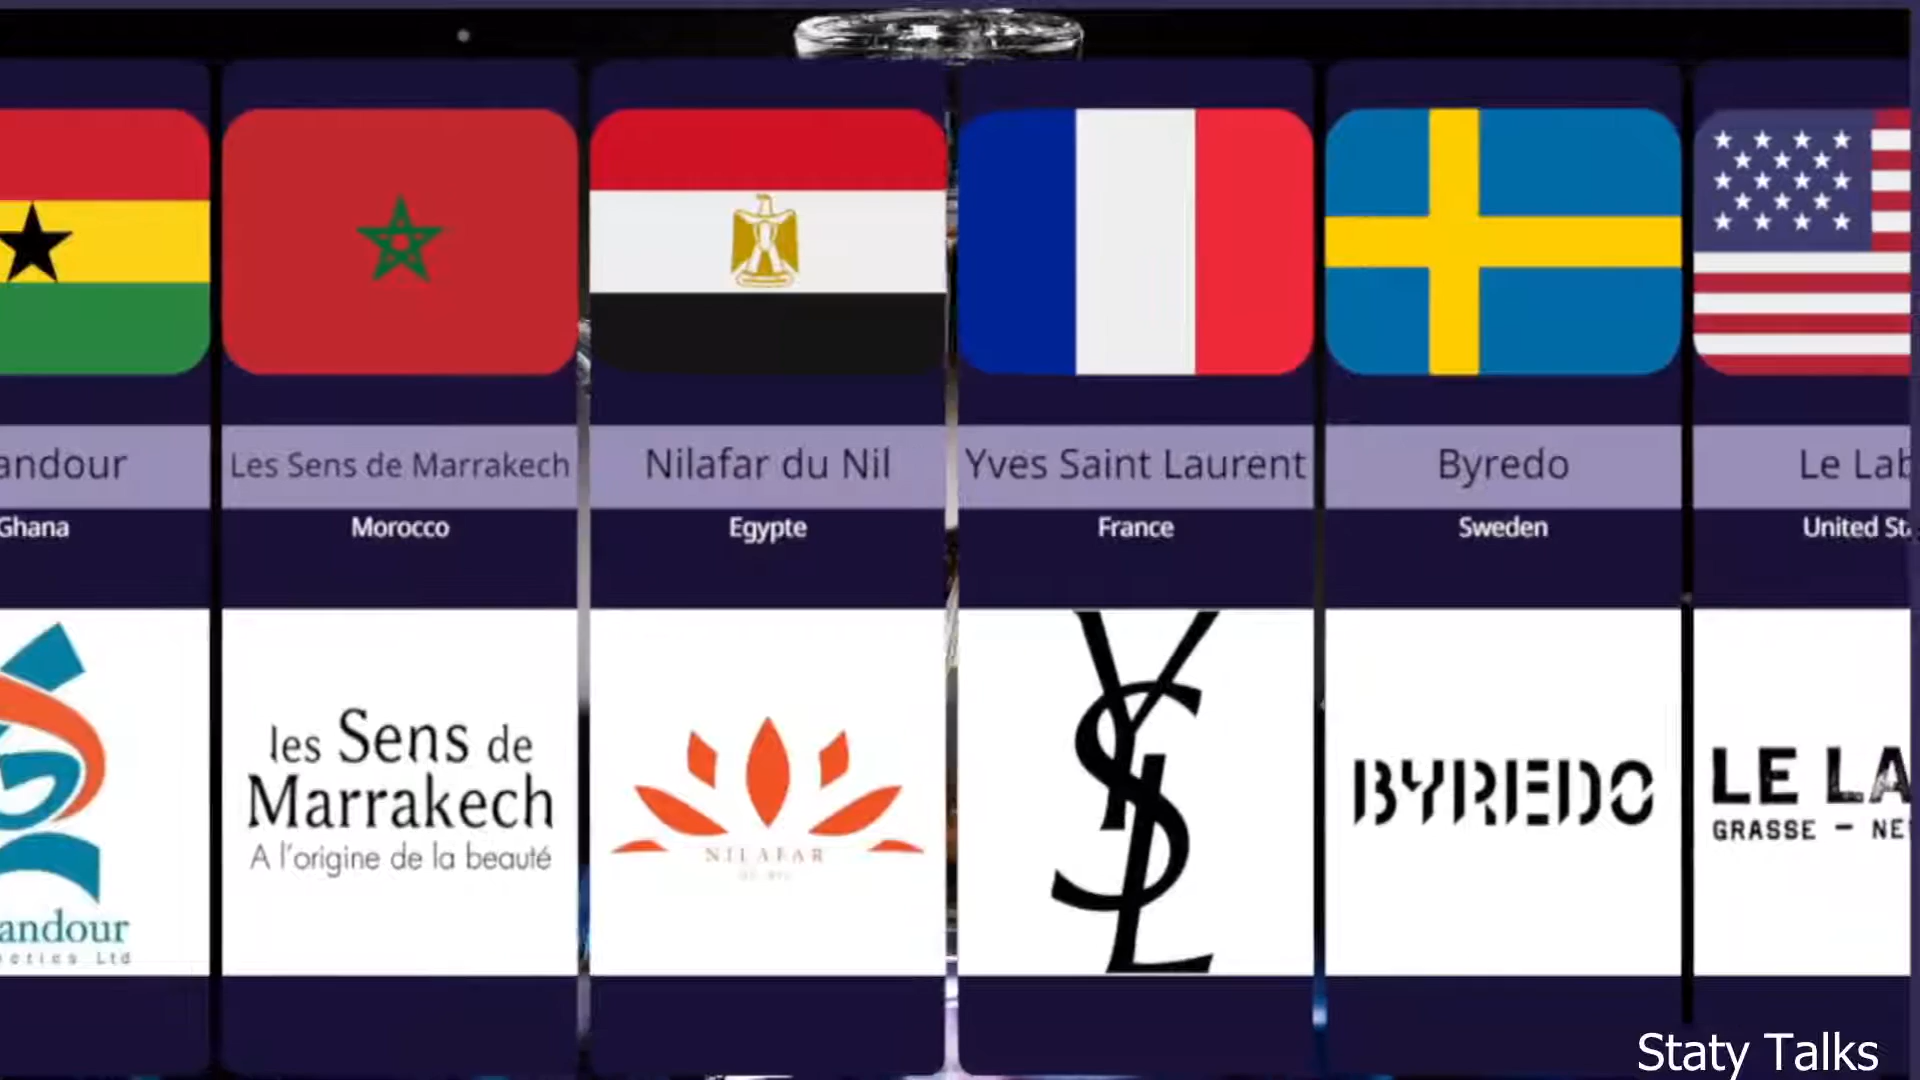 andour
Les Sens de Marrakech
Nilafar du Nil
Yves Saint Laurent
Byredo
Le Lab
Ghana
Morocco
Egypte
France
Sweden
United St
andour
les Sens de
Marrakech
A l'origine de la beauté
NILAFAR
YSL
BYREDO
LE LA
GRASSE – NE
Staty Talks